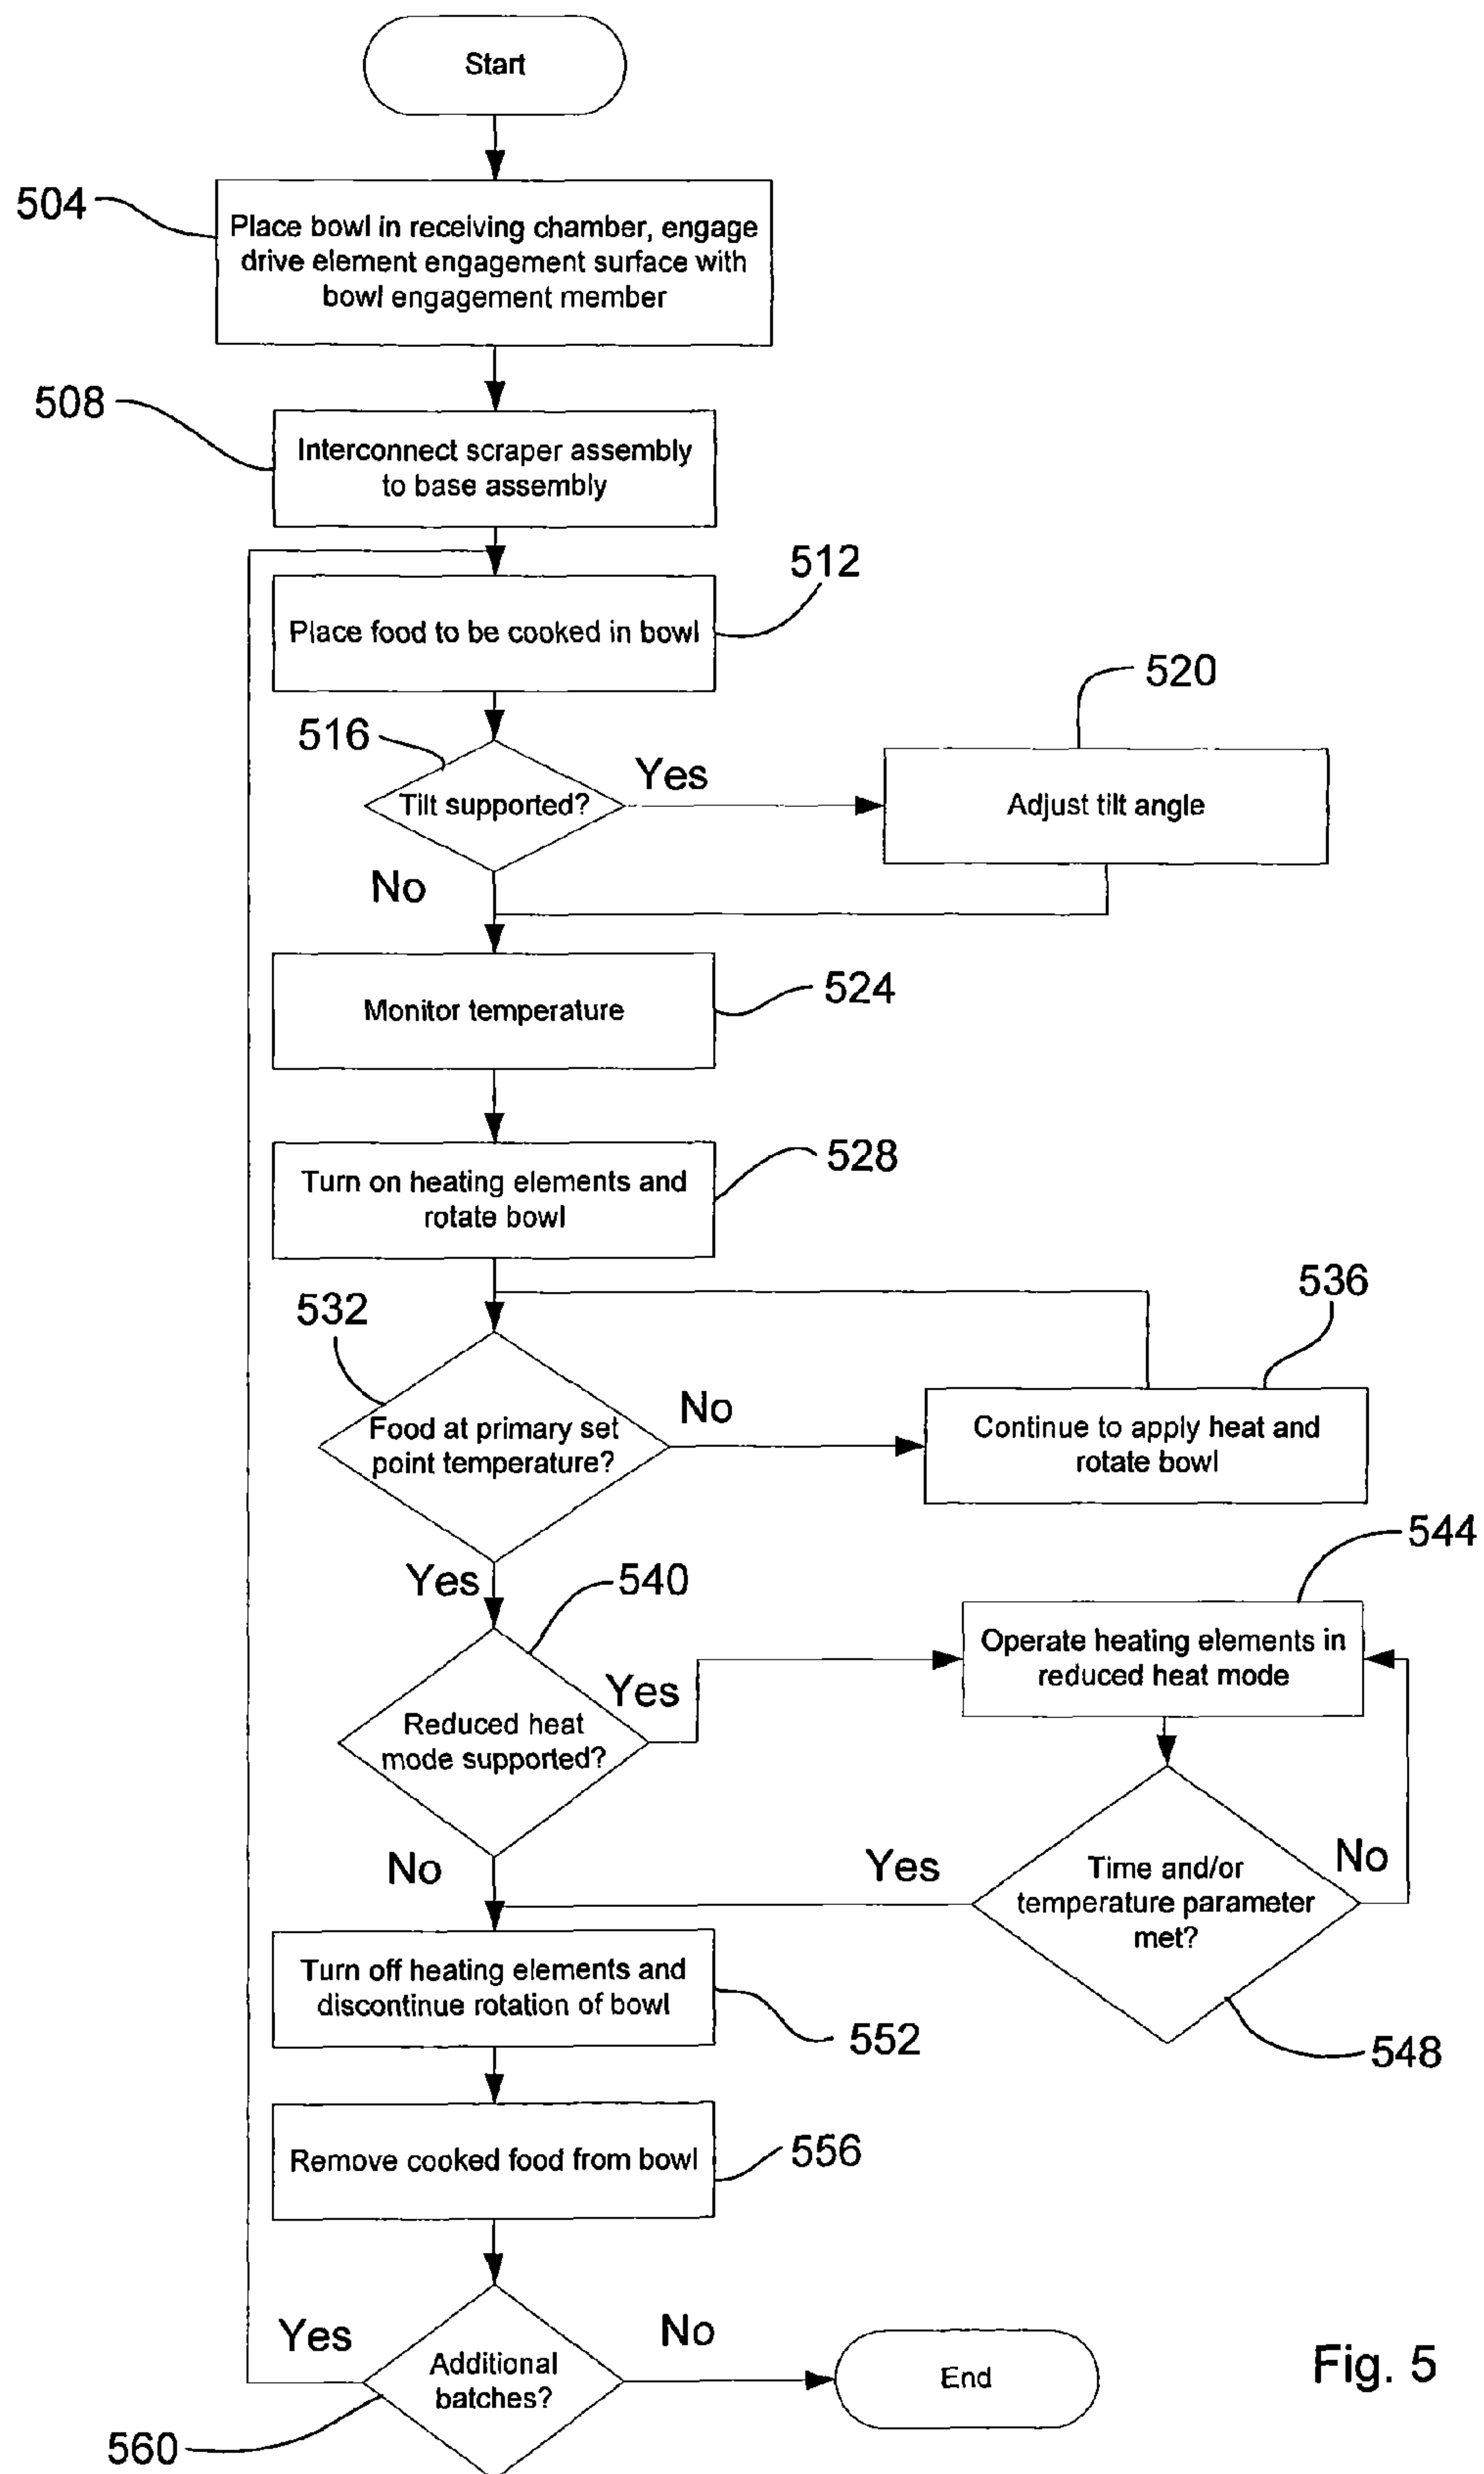 Start
504
Place bowl in receiving chamber, engage
drive element engagement surface with
bowl engagement member
508
Interconnect scraper assembly
to base assembly
512
Place food to be cooked in bowl
516
Tilt supported?
Yes
520
Adjust tilt angle
No
Monitor temperature
524
Turn on heating elements and
rotate bowl
528
532
Food at primary set
point temperature?
No
536
Continue to apply heat and
rotate bowl
Yes
540
Reduced heat
mode supported?
Yes
544
Operate heating elements in
reduced heat mode
No
Yes
Time and/or
temperature parameter
met?
No
548
Turn off heating elements and
discontinue rotation of bowl
552
Remove cooked food from bowl
556
Yes
Additional
batches?
No
560
End
Fig. 5